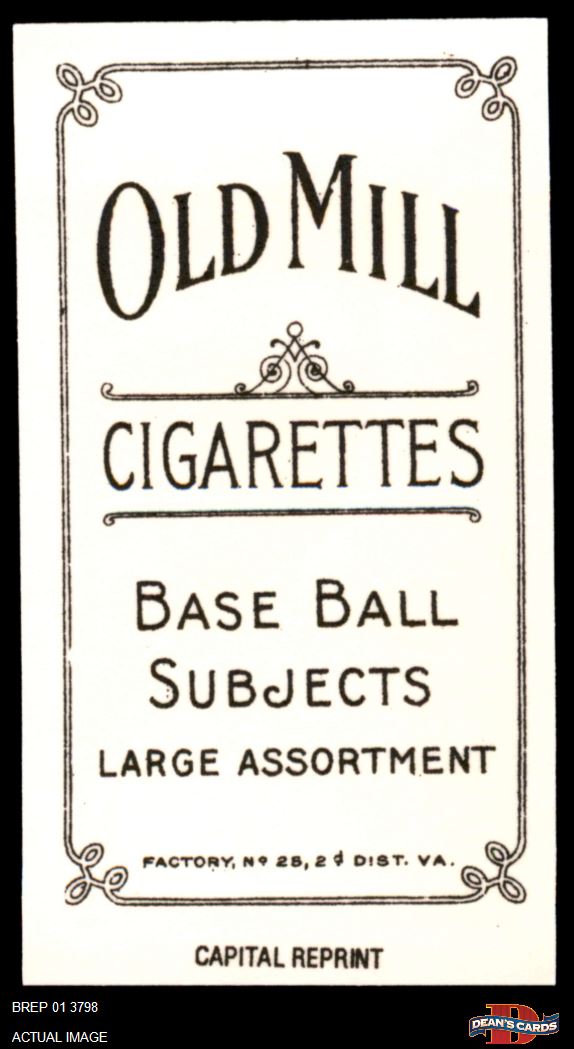 OLD MILL
CIGARETTES
BASE BALL
SUBJECTS
LARGE ASSORTMENT
FACTORY, Nº 25, 2d DIST. VA.
CAPITAL REPRINT
BREP 01 3798
ACTUAL IMAGE
DEAN'S CARDS